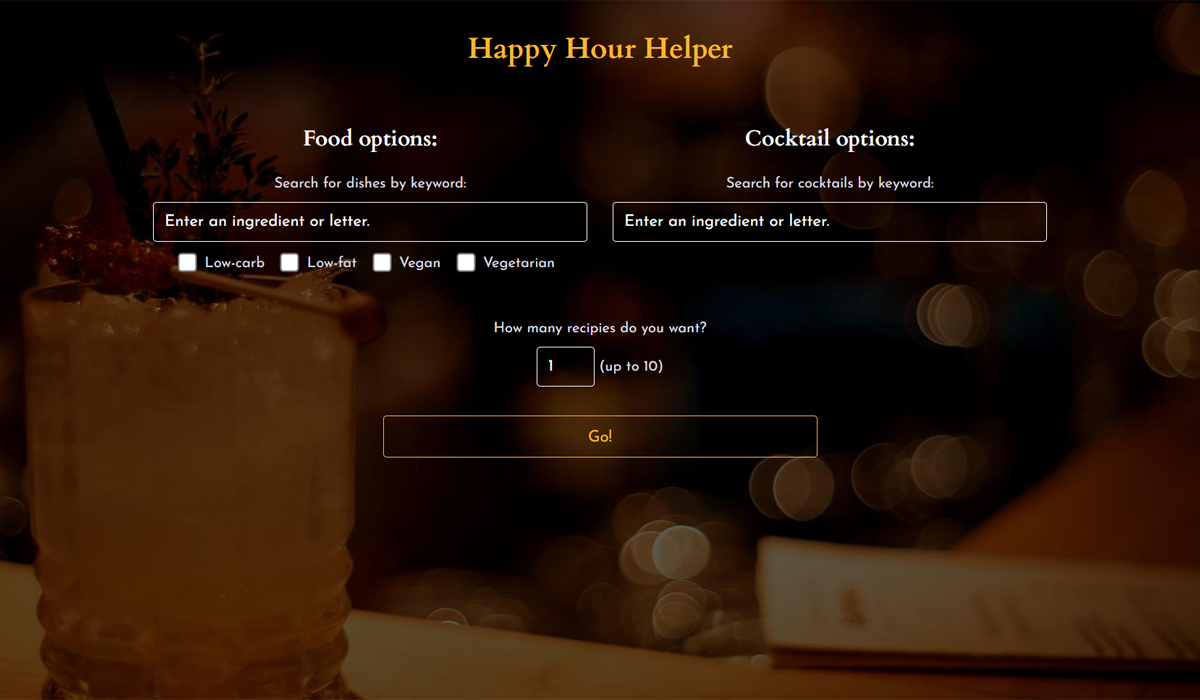 Happy Hour Helper
Food options:
Search for dishes by keyword:
Enter an ingredient or letter.
Low-carb Low-fat Vegan Vegetarian
Cocktail options:
Search for cocktails by keyword:
Enter an ingredient or letter.
How many recipies do you want?
1 (up to 10)
Go!